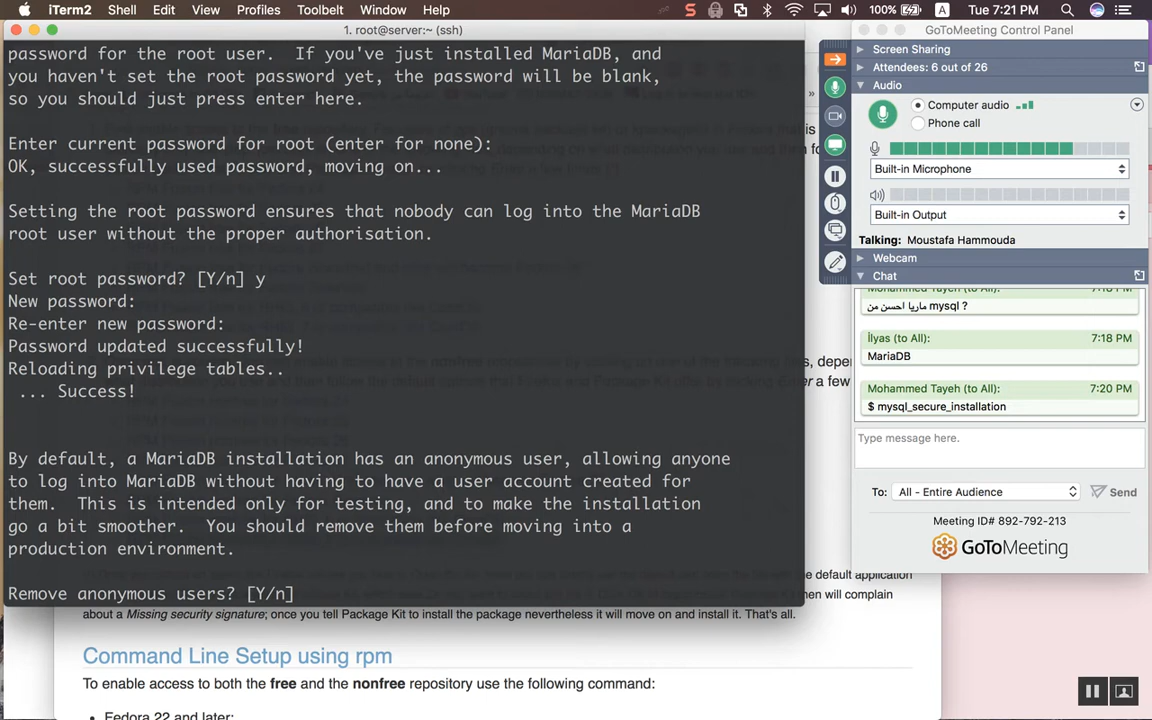 iTerm2 Shell Edit View Profiles Toolbelt Window Help
100% A Tue 7:21 PM
1. root@server:~ (ssh)
password for the root user. If you've just installed MariaDB, and
you haven't set the root password yet, the password will be blank,
so you should just press enter here.
Enter current password for root (enter for none):
OK, successfully used password, moving on...
Setting the root password ensures that nobody can log into the MariaDB
root user without the proper authorisation.
Set root password? [Y/n] y
New password:
Re-enter new password:
Password updated successfully!
Reloading privilege tables..
... Success!
By default, a MariaDB installation has an anonymous user, allowing anyone
to log into MariaDB without having to have a user account created for
them. This is intended only for testing, and to make the installation
go a bit smoother. You should remove them before moving into a
production environment.
Remove anonymous users? [Y/n]
about a Missing security signature; once you tell Package Kit to install the package nevertheless it will move on and install it. That's all.
Command Line Setup using rpm
To enable access to both the free and the nonfree repository use the following command:
• Fedora 22 and later:
GoToMeeting Control Panel
Screen Sharing
Attendees: 6 out of 26
Audio
Computer audio
Phone call
Built-in Microphone
Built-in Output
Talking: Moustafa Hammouda
Webcam
Chat
Mohammed Tayeh (to All): 7:18 PM
ماريا احسن من mysql ?
İlyas (to All): 7:18 PM
MariaDB
Mohammed Tayeh (to All): 7:20 PM
$ mysql_secure_installation
Type message here.
To: All - Entire Audience Send
Meeting ID# 892-792-213
GoToMeeting